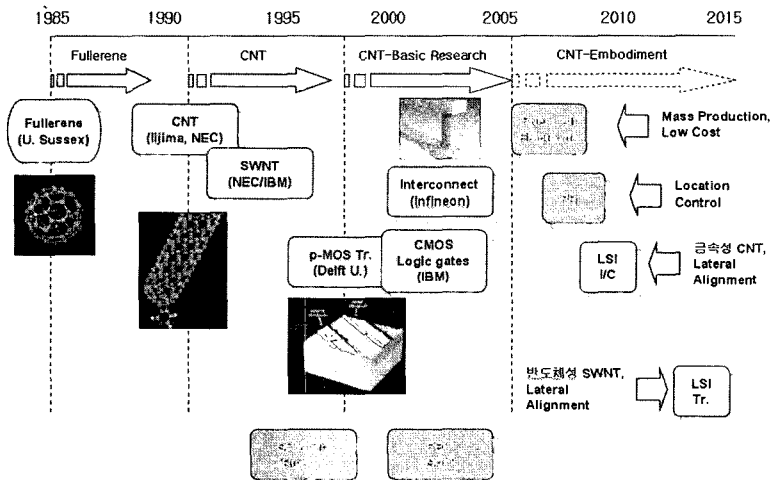 1985 1990 1995 2000 2005 2010 2015
Fullerene CNT CNT-Basic Research CNT-Embodiment
Fullerene
(U. Sussex)
CNT
(Iijima, NEC)
SWNT
(NEC/IBM)
Interconnect
(Infineon)
p-MOS Tr.
(Delft U.)
CMOS
Logic gates
(IBM)
Mass Production,
Low Cost
Location
Control
LSI
I/C
금속성 CNT,
Lateral
Alignment
반도체성 SWNT,
Lateral
Alignment
LSI
Tr.